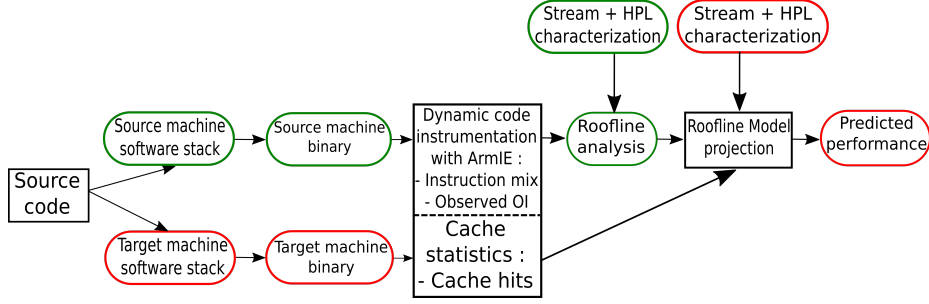 Stream + HPL
characterization
Stream + HPL
characterization
Source machine
software stack
Source machine
binary
Dynamic code
instrumentation
with ArmIE :
- Instruction mix
- Observed OI
Roofline
analysis
Roofline Model
projection
Predicted
performance
Source
code
Target machine
software stack
Target machine
binary
Cache
statistics :
- Cache hits